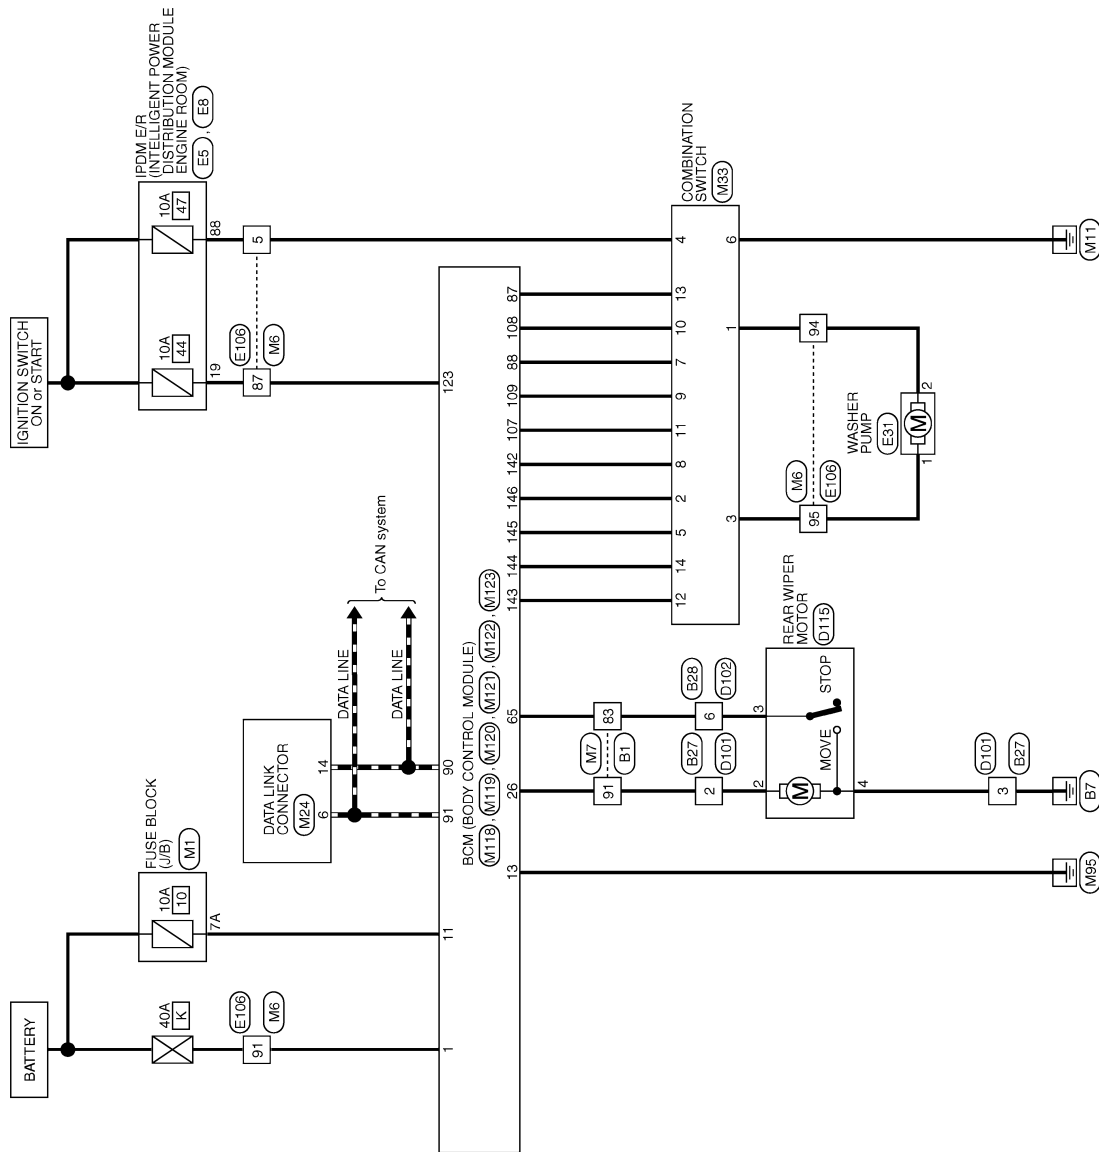 BATTERY
IGNITION SWITCH
ON or START
40A
K
E106
M6
91
1
FUSE BLOCK
(J/B)
M1
10A
10
7A
11
DATA LINK
CONNECTOR
M24
6
14
91
90
DATA LINE
DATA LINE
To CAN system
IPDM E/R
(INTELLIGENT POWER
DISTRIBUTION MODULE
ENGINE ROOM)
E5 , E8
10A
44
19
10A
47
88
E106
M6
87
5
123
BCM (BODY CONTROL MODULE)
M118 , M119 , M120 , M121 , M122 , M123
13
26
65
143
144
145
146
142
107
109
88
108
87
12
14
5
2
8
11
9
7
10
13
4
COMBINATION
SWITCH
M33
3
1
6
M7
B1
91
83
B27
D101
2
B28
D102
6
REAR WIPER
MOTOR
D115
2
3
M
MOVE
STOP
4
D101
B27
3
M6
E106
95
94
WASHER
PUMP
E31
1
M
2
M95
B7
M11